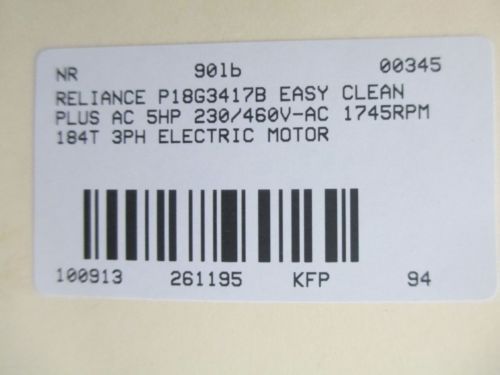 NR 90lb 00345
RELIANCE P18G3417B EASY CLEAN
PLUS AC 5HP 230/460V-AC 1745RPM
184T 3PH ELECTRIC MOTOR
100913 261195 KFP 94